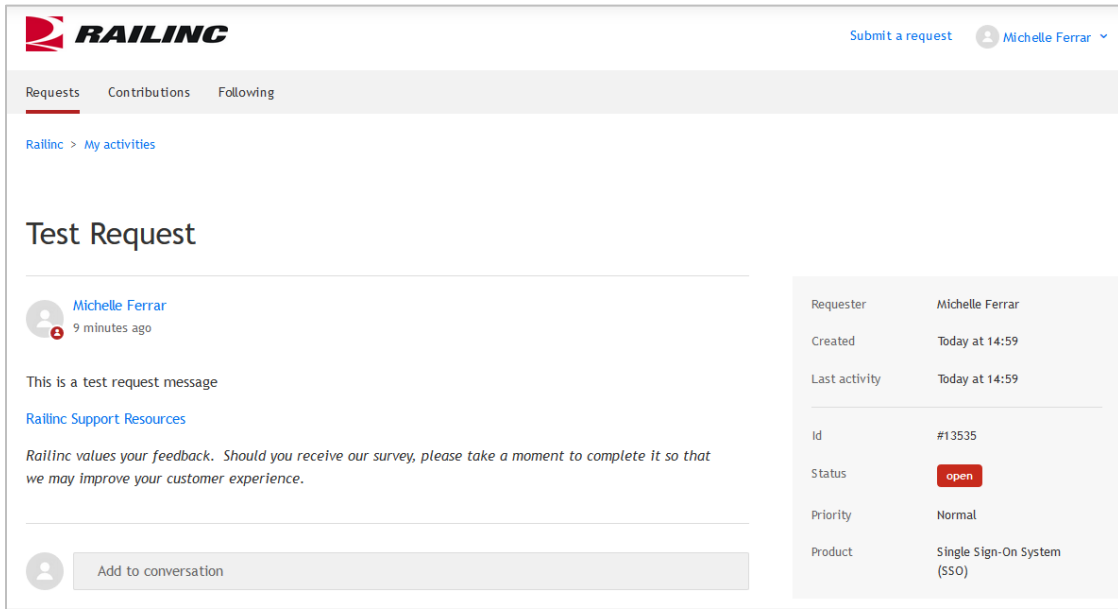 RAILINC
Submit a request
Michelle Ferrar
Requests Contributions Following
Railinc > My activities
Test Request
Michelle Ferrar
9 minutes ago
This is a test request message
Railinc Support Resources
Railinc values your feedback. Should you receive our survey, please take a moment to complete it so that
we may improve your customer experience.
Add to conversation
Requester Michelle Ferrar
Created Today at 14:59
Last activity Today at 14:59
Id #13535
Status open
Priority Normal
Product Single Sign-On System
(SSO)